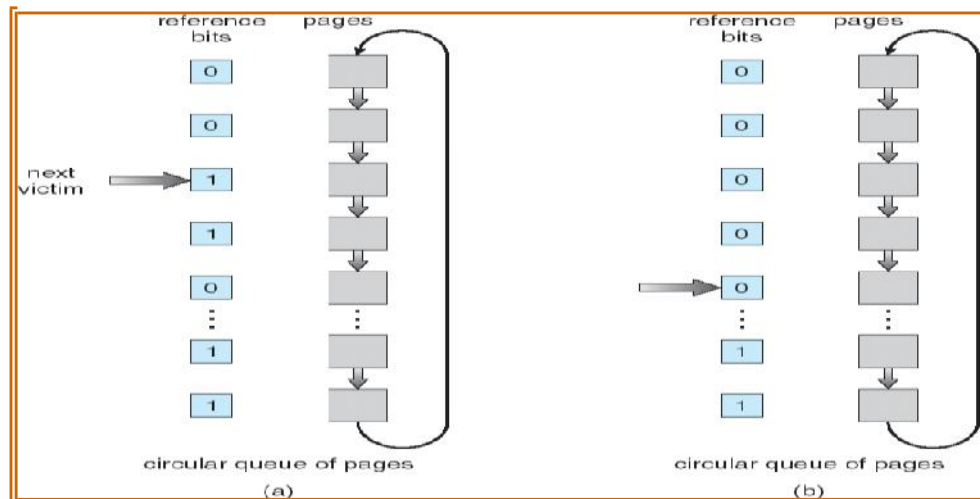 reference pages
bits
0
0
next
victim
1
1
0
1
1
circular queue of pages
(a)
reference pages
bits
0
0
0
0
0
1
1
circular queue of pages
(b)